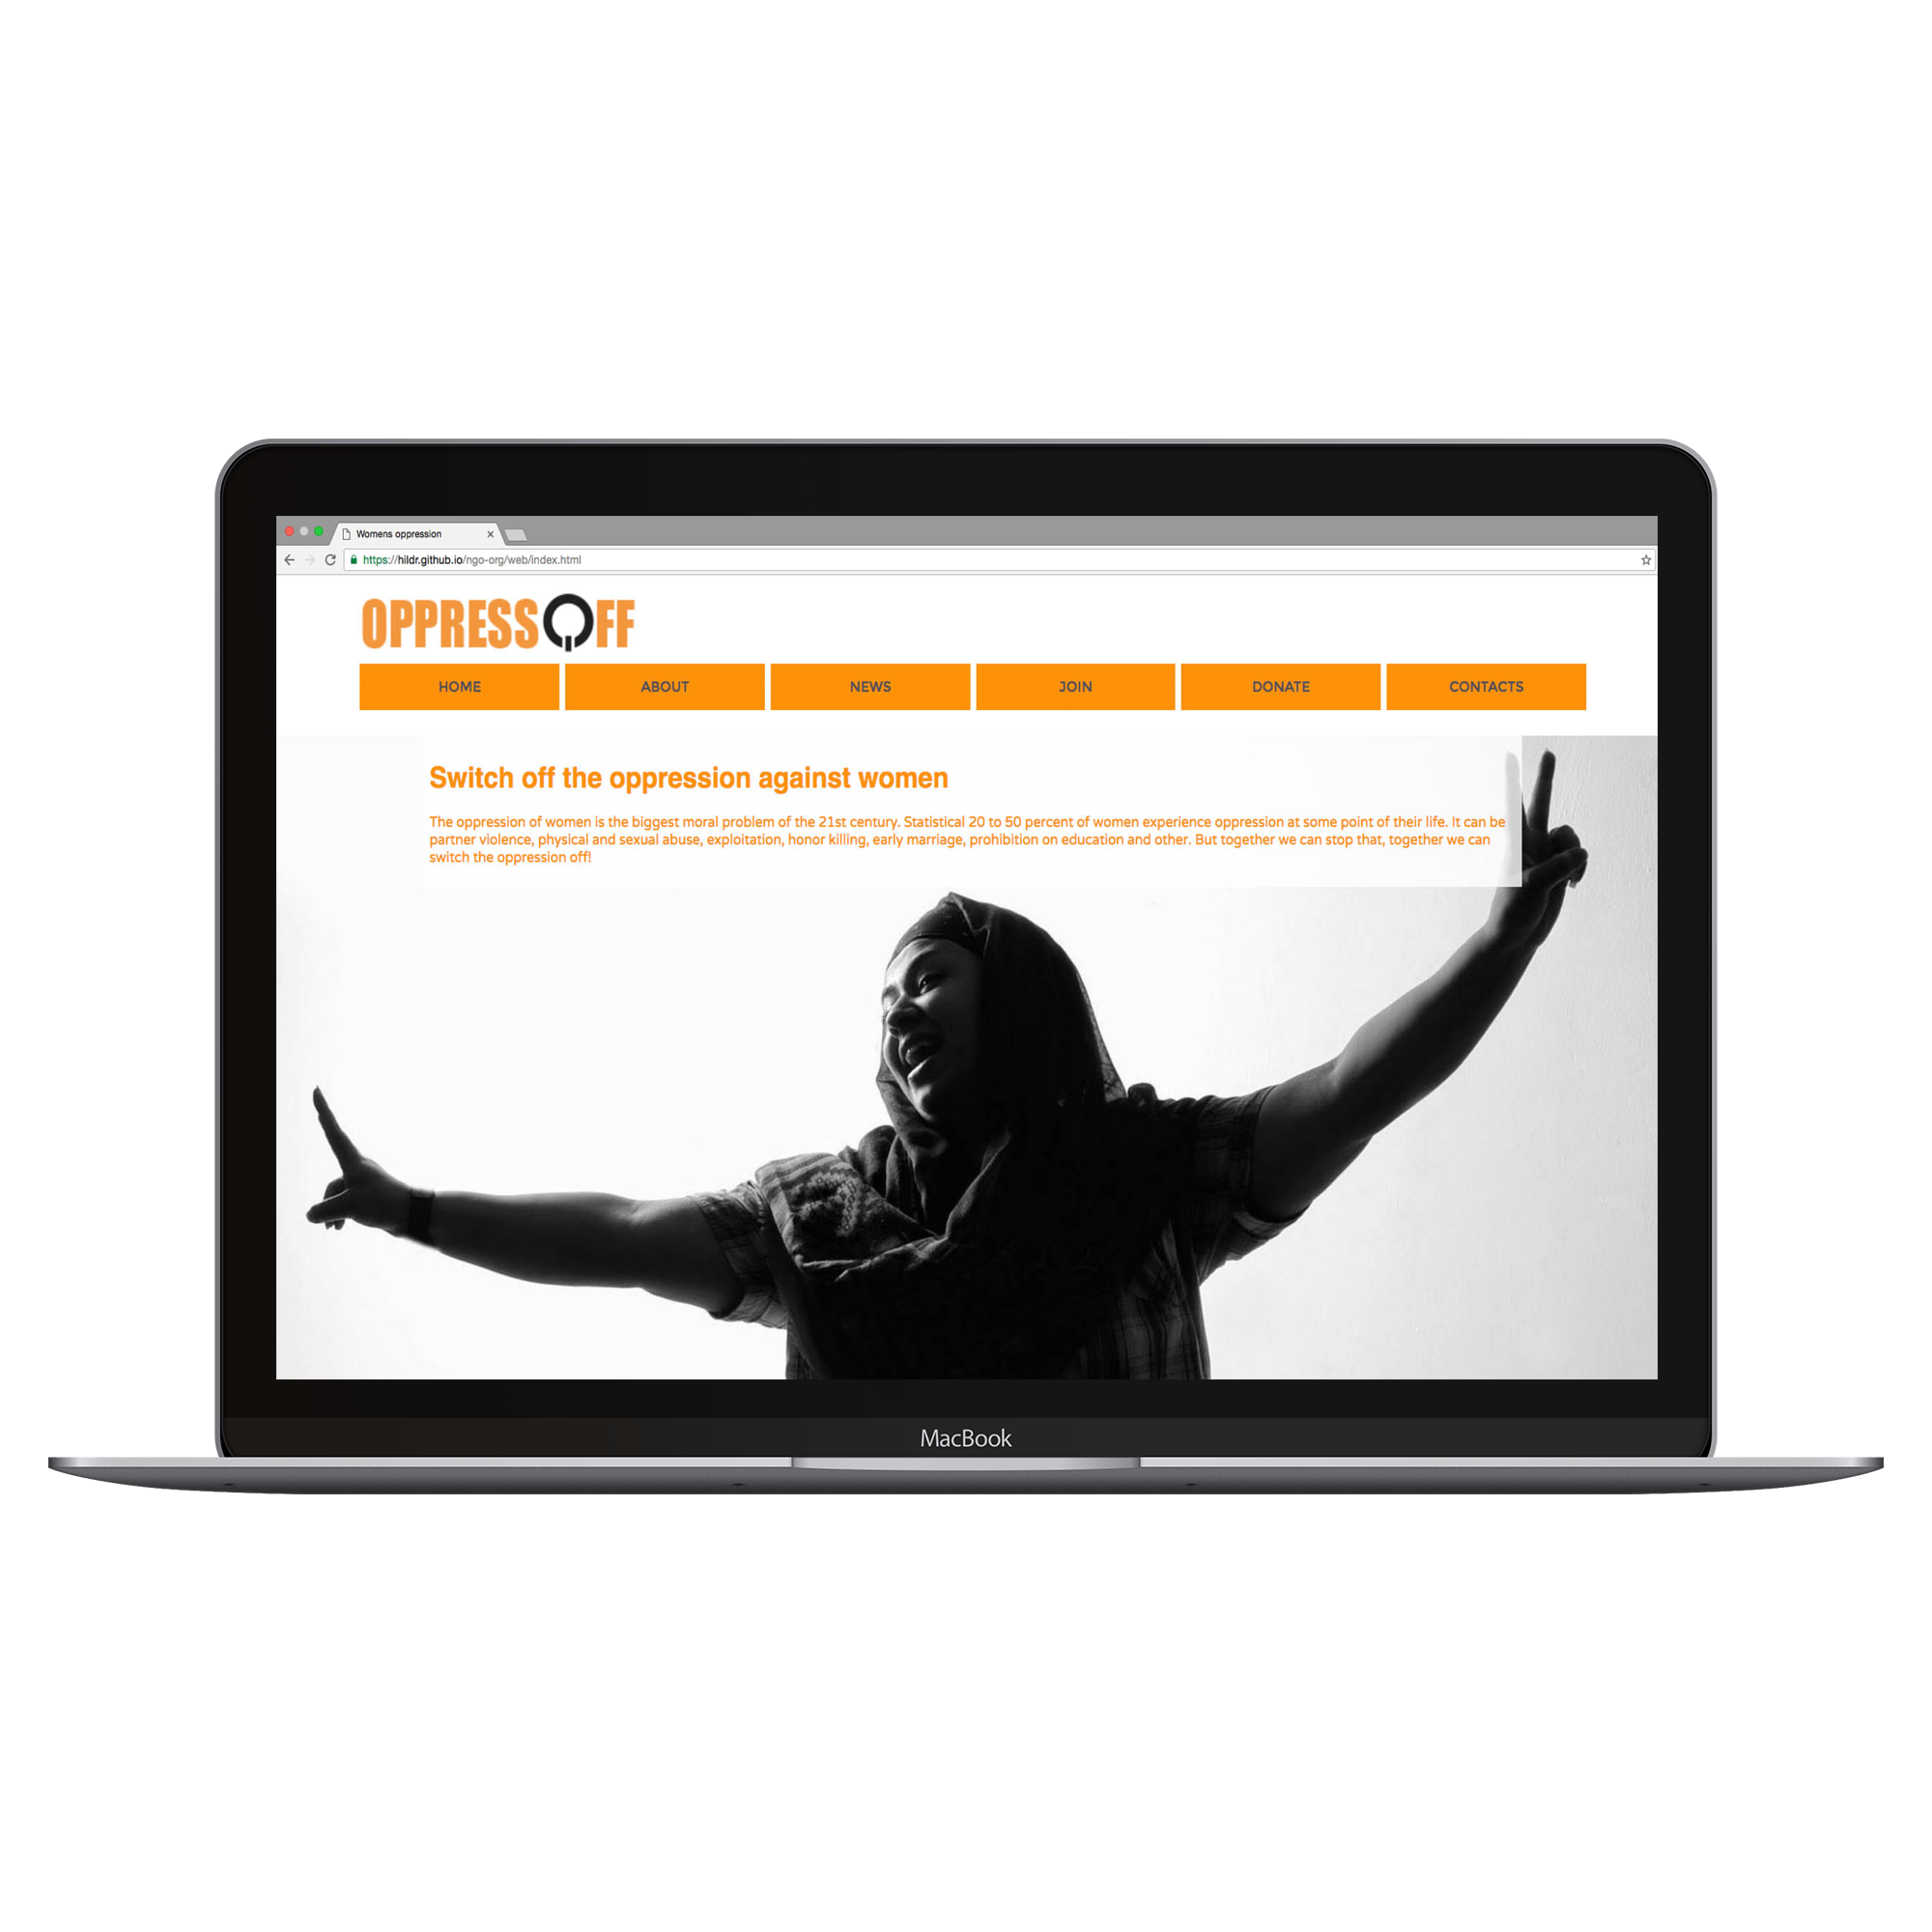 Womens oppression
https://hildr.github.io/ngo-org/web/index.html
OPPRESSOFF
HOME ABOUT NEWS JOIN DONATE CONTACTS
Switch off the oppression against women
The oppression of women is the biggest moral problem of the 21st century. Statistical 20 to 50 percent of women experience oppression at some point of their life. It can be
partner violence, physical and sexual abuse, exploitation, honor killing, early marriage, prohibition on education and other. But together we can stop that, together we can
switch the oppression off!
MacBook